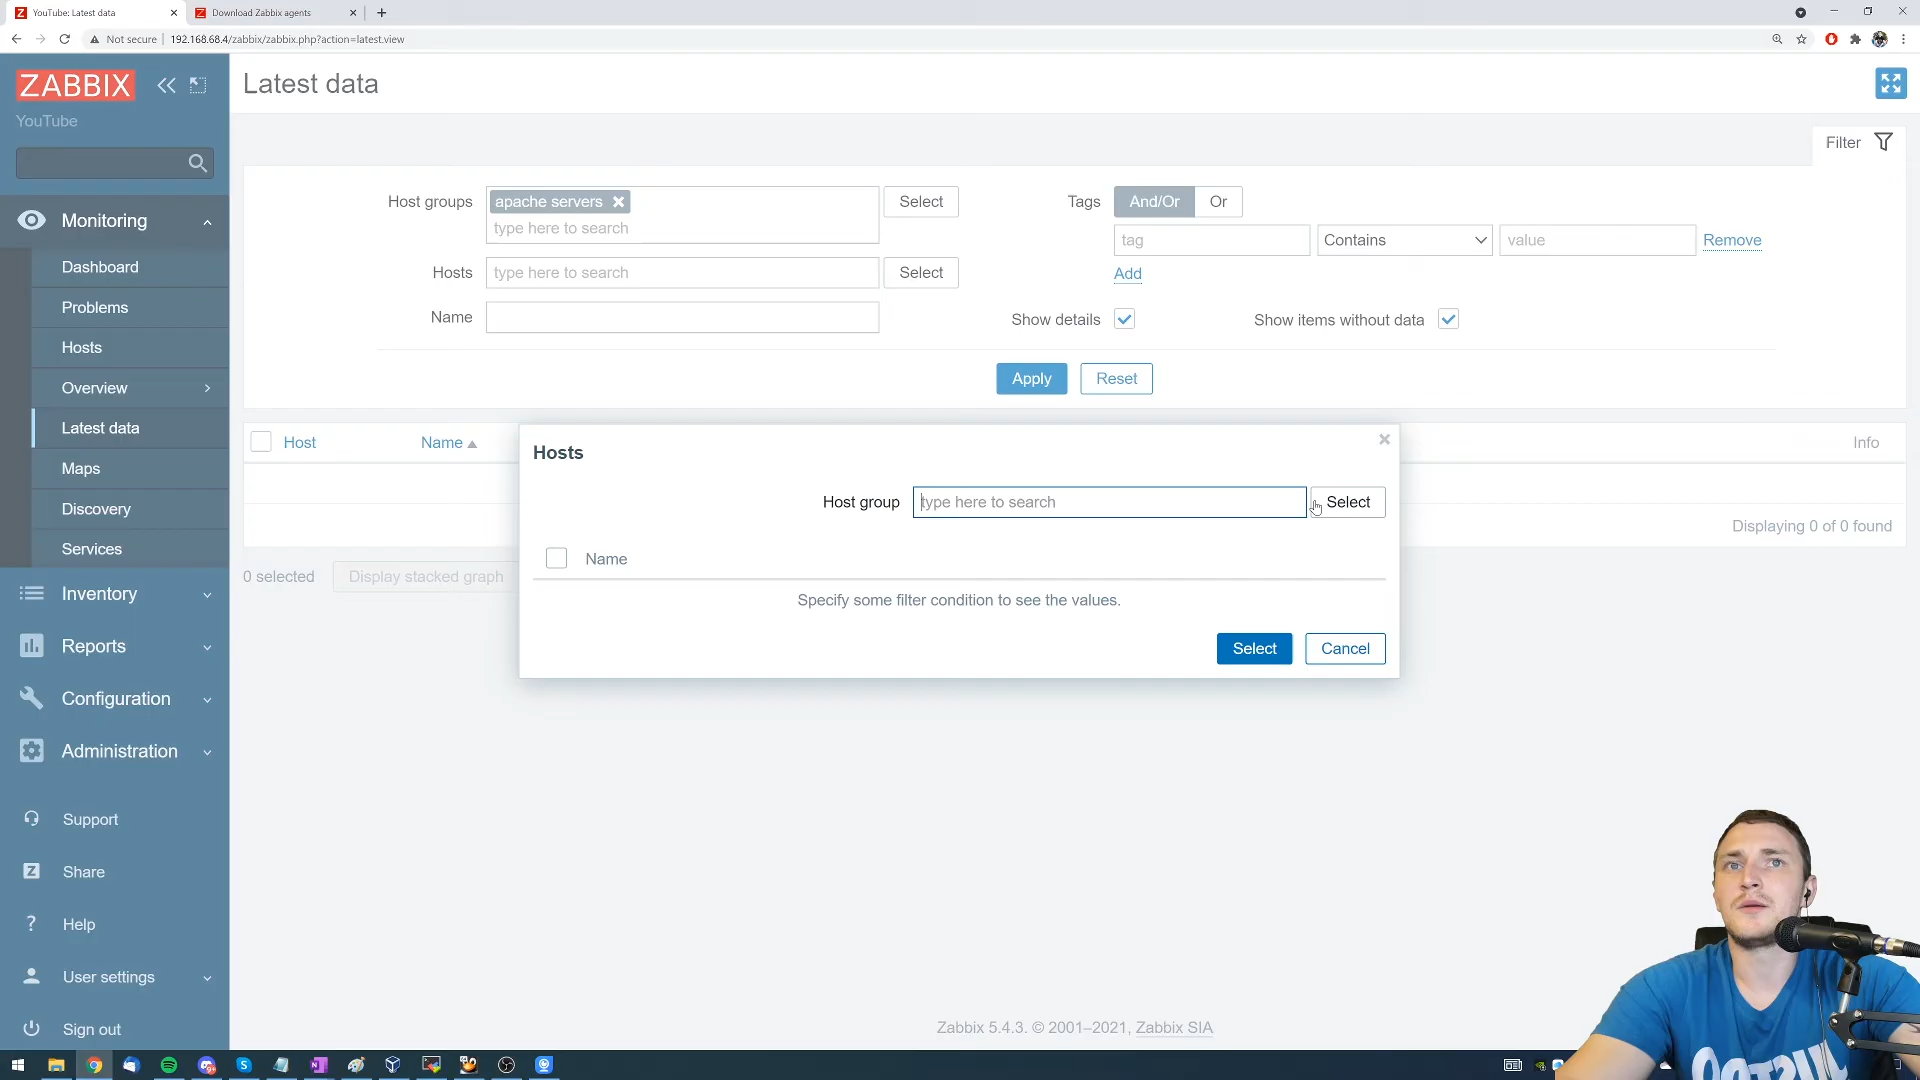 YouTube: Latest data
Download Zabbix agents
Not secure
192.168.68.4/zabbix/zabbix.php?action=latest.view
ZABBIX
YouTube
Monitoring
Dashboard
Problems
Hosts
Overview
Latest data
Maps
Discovery
Services
Inventory
Reports
Configuration
Administration
Support
Share
Help
User settings
Sign out
Latest data
Filter
Host groups
apache servers
type here to search
Select
Hosts
type here to search
Select
Name
Tags
And/Or
Or
tag
Contains
value
Remove
Add
Show details
Show items without data
Apply
Reset
Host
Name
Info
Displaying 0 of 0 found
0 selected
Display stacked graph
Hosts
Host group
type here to search
Select
Name
Specify some filter condition to see the values.
Select
Cancel
Zabbix 5.4.3. © 2001–2021, Zabbix SIA